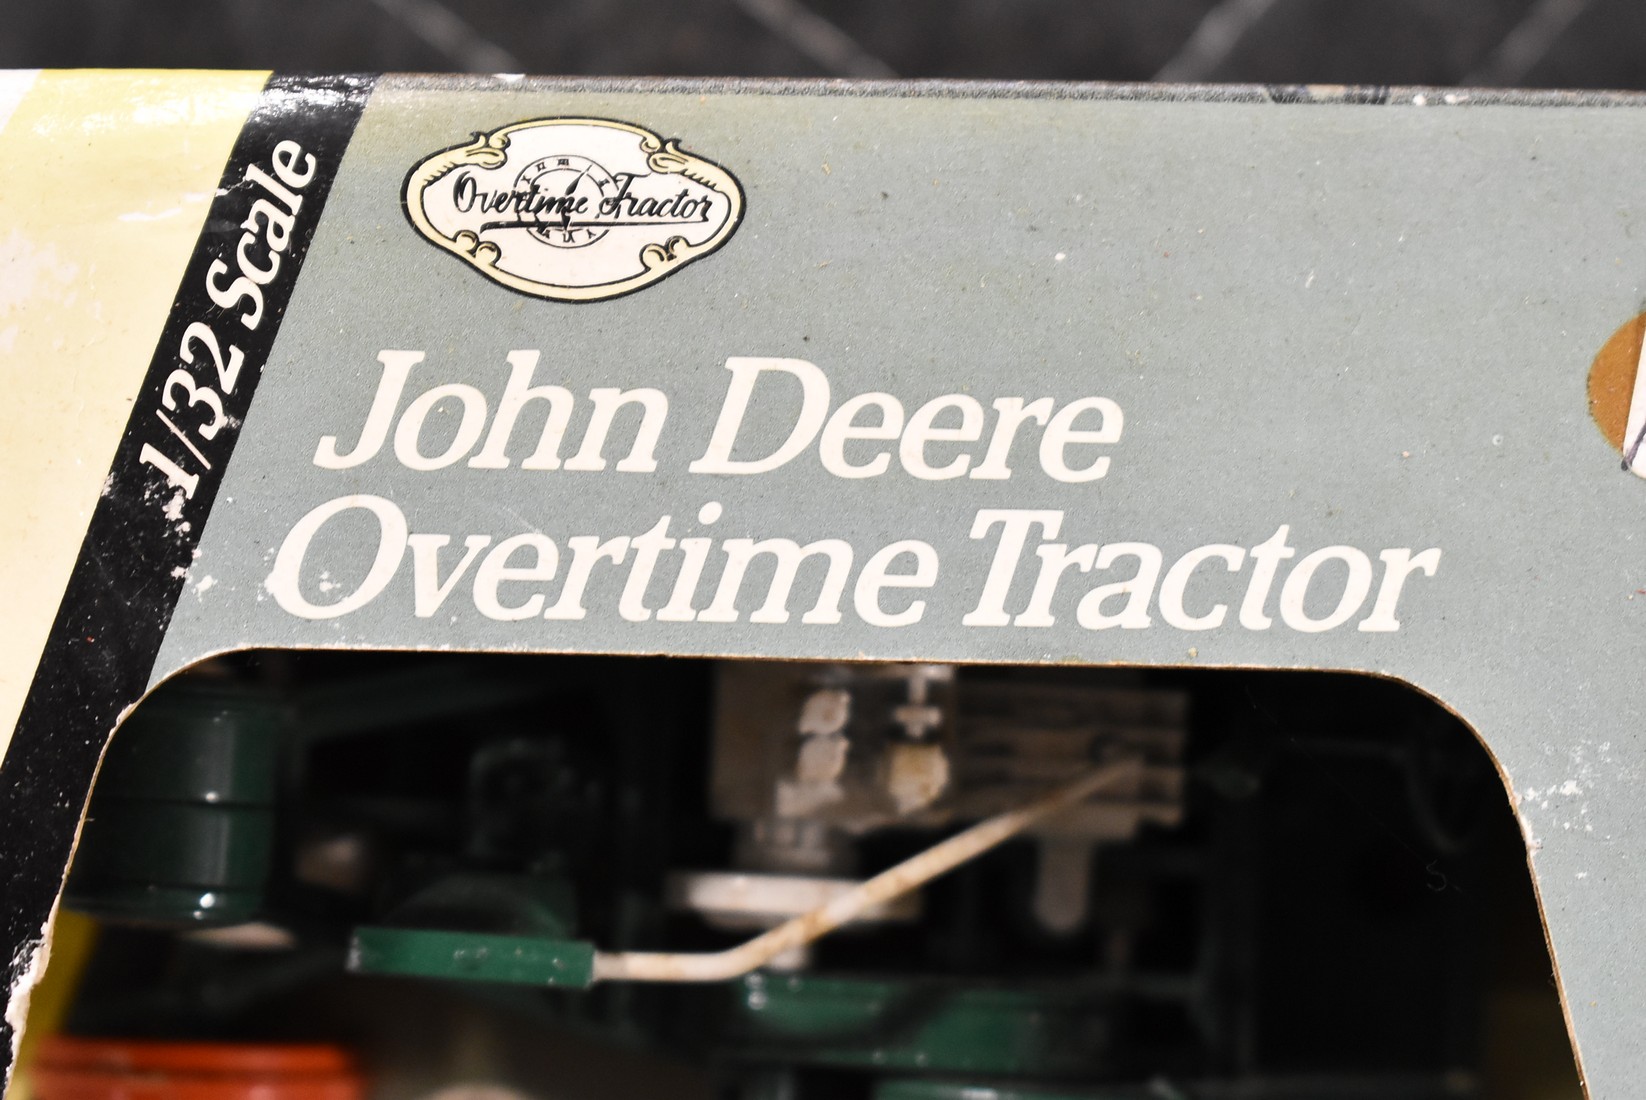 Overtime Tractor
1/32 Scale
John Deere
Overtime Tractor